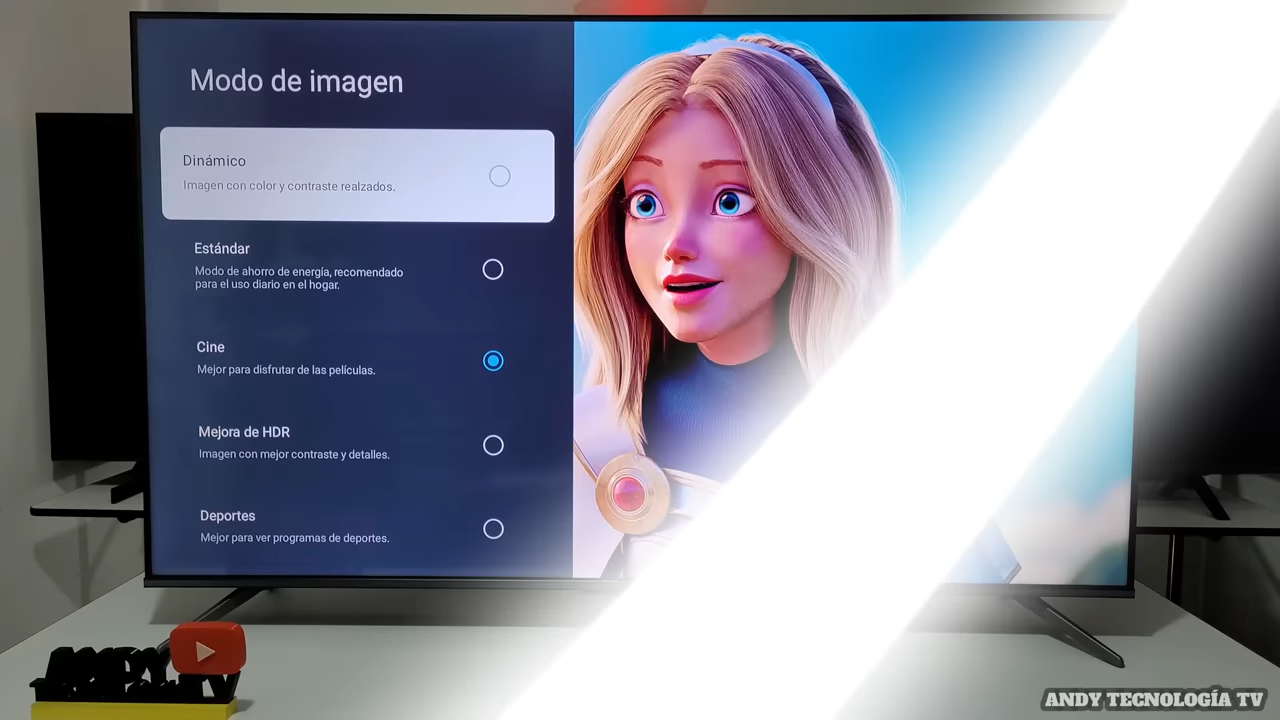 Modo de imagen
Dinámico
Imagen con color y contraste realzados.
Estándar
Modo de ahorro de energía, recomendado
para el uso diario en el hogar.
Cine
Mejor para disfrutar de las películas.
Mejora de HDR
Imagen con mejor contraste y detalles.
Deportes
Mejor para ver programas de deportes.
ANDY
TV
ANDY TECNOLOGÍA TV